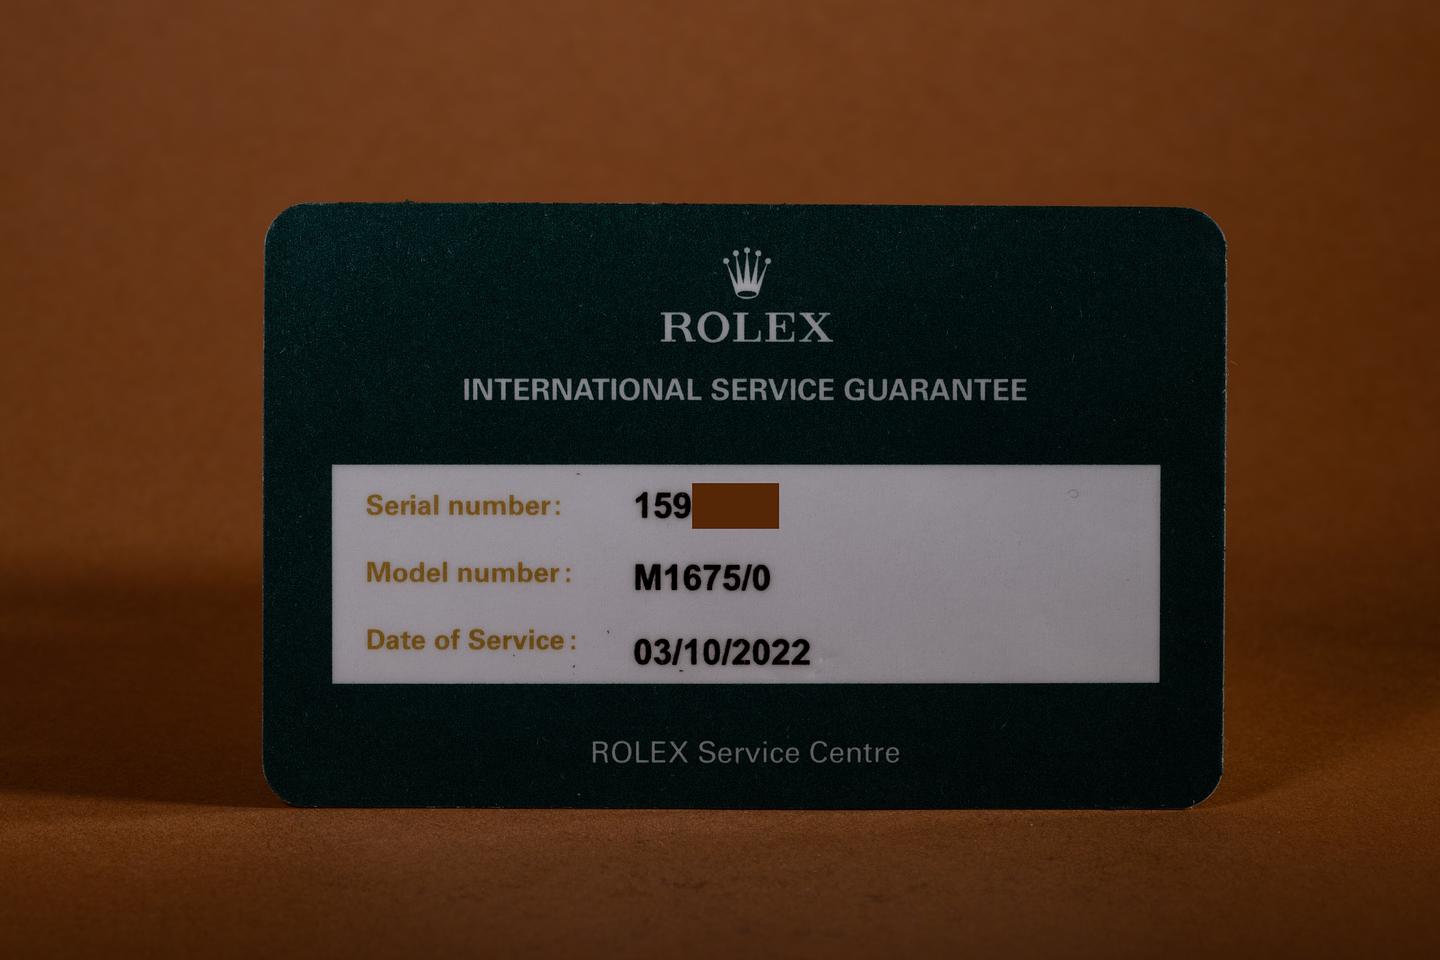 ROLEX
INTERNATIONAL SERVICE GUARANTEE
Serial number: 159
Model number: M1675/0
Date of Service: 03/10/2022
ROLEX Service Centre